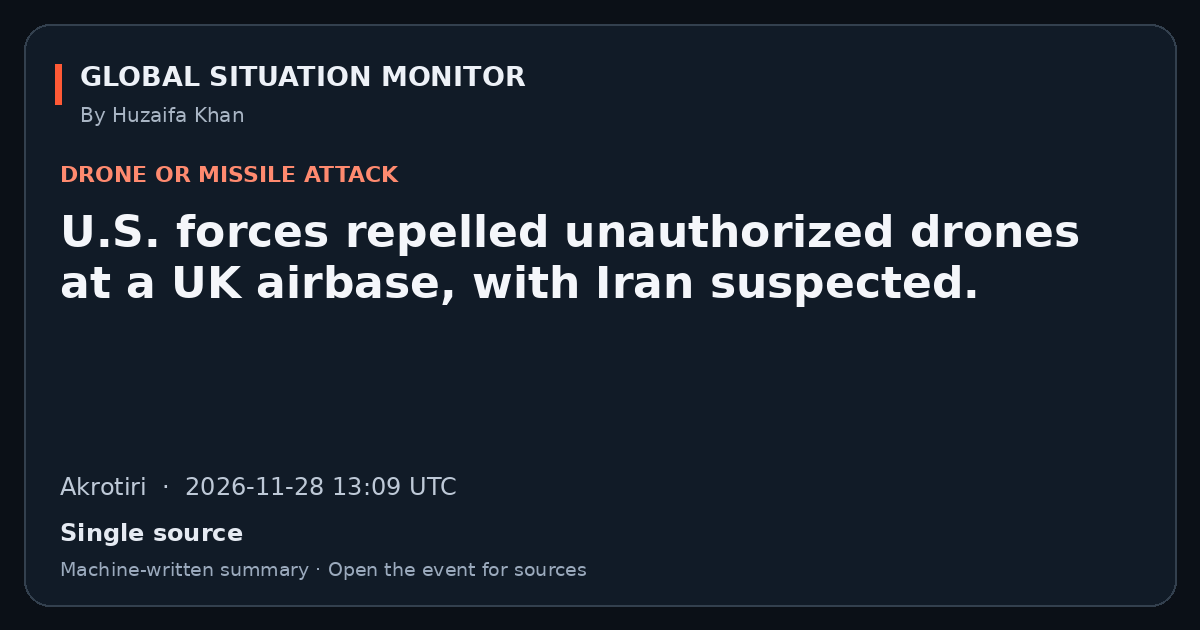 GLOBAL SITUATION MONITOR
By Huzaifa Khan
DRONE OR MISSILE ATTACK
U.S. forces repelled unauthorized drones
at a UK airbase, with Iran suspected.
Akrotiri · 2026-11-28 13:09 UTC
Single source
Machine-written summary · Open the event for sources